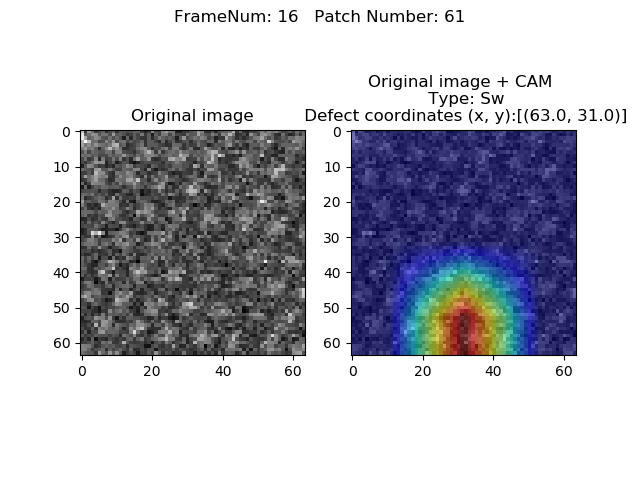 FrameNum: 16   Patch Number: 61
Original image
0
10
20
30
40
50
60
0 20 40 60
Original image + CAM
Type: Sw
Defect coordinates (x, y):[(63.0, 31.0)]
0
10
20
30
40
50
60
0 20 40 60